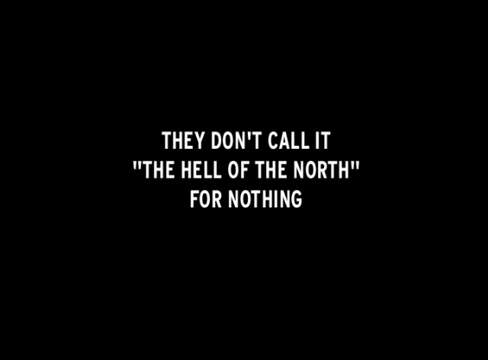 THEY DON'T CALL IT
"THE HELL OF THE NORTH"
FOR NOTHING